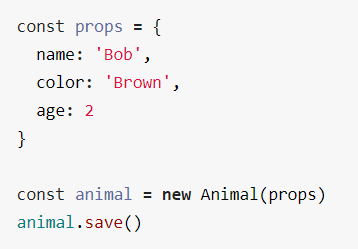 const props = {
  name: 'Bob',
  color: 'Brown',
  age: 2
}

const animal = new Animal(props)
animal.save()